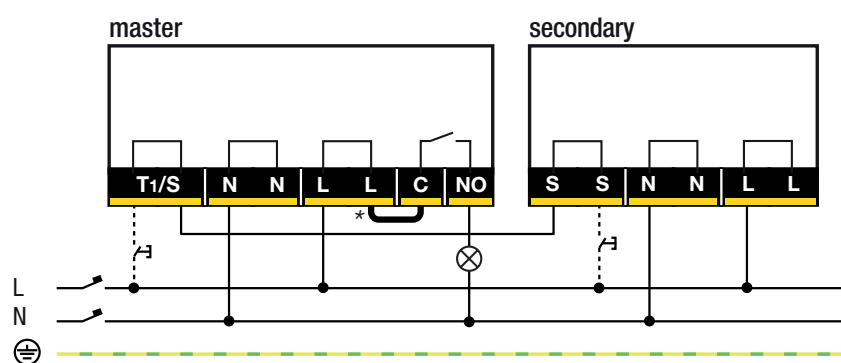 master secondary
T1/S N N L L C NO S S N N L L
*
L
N